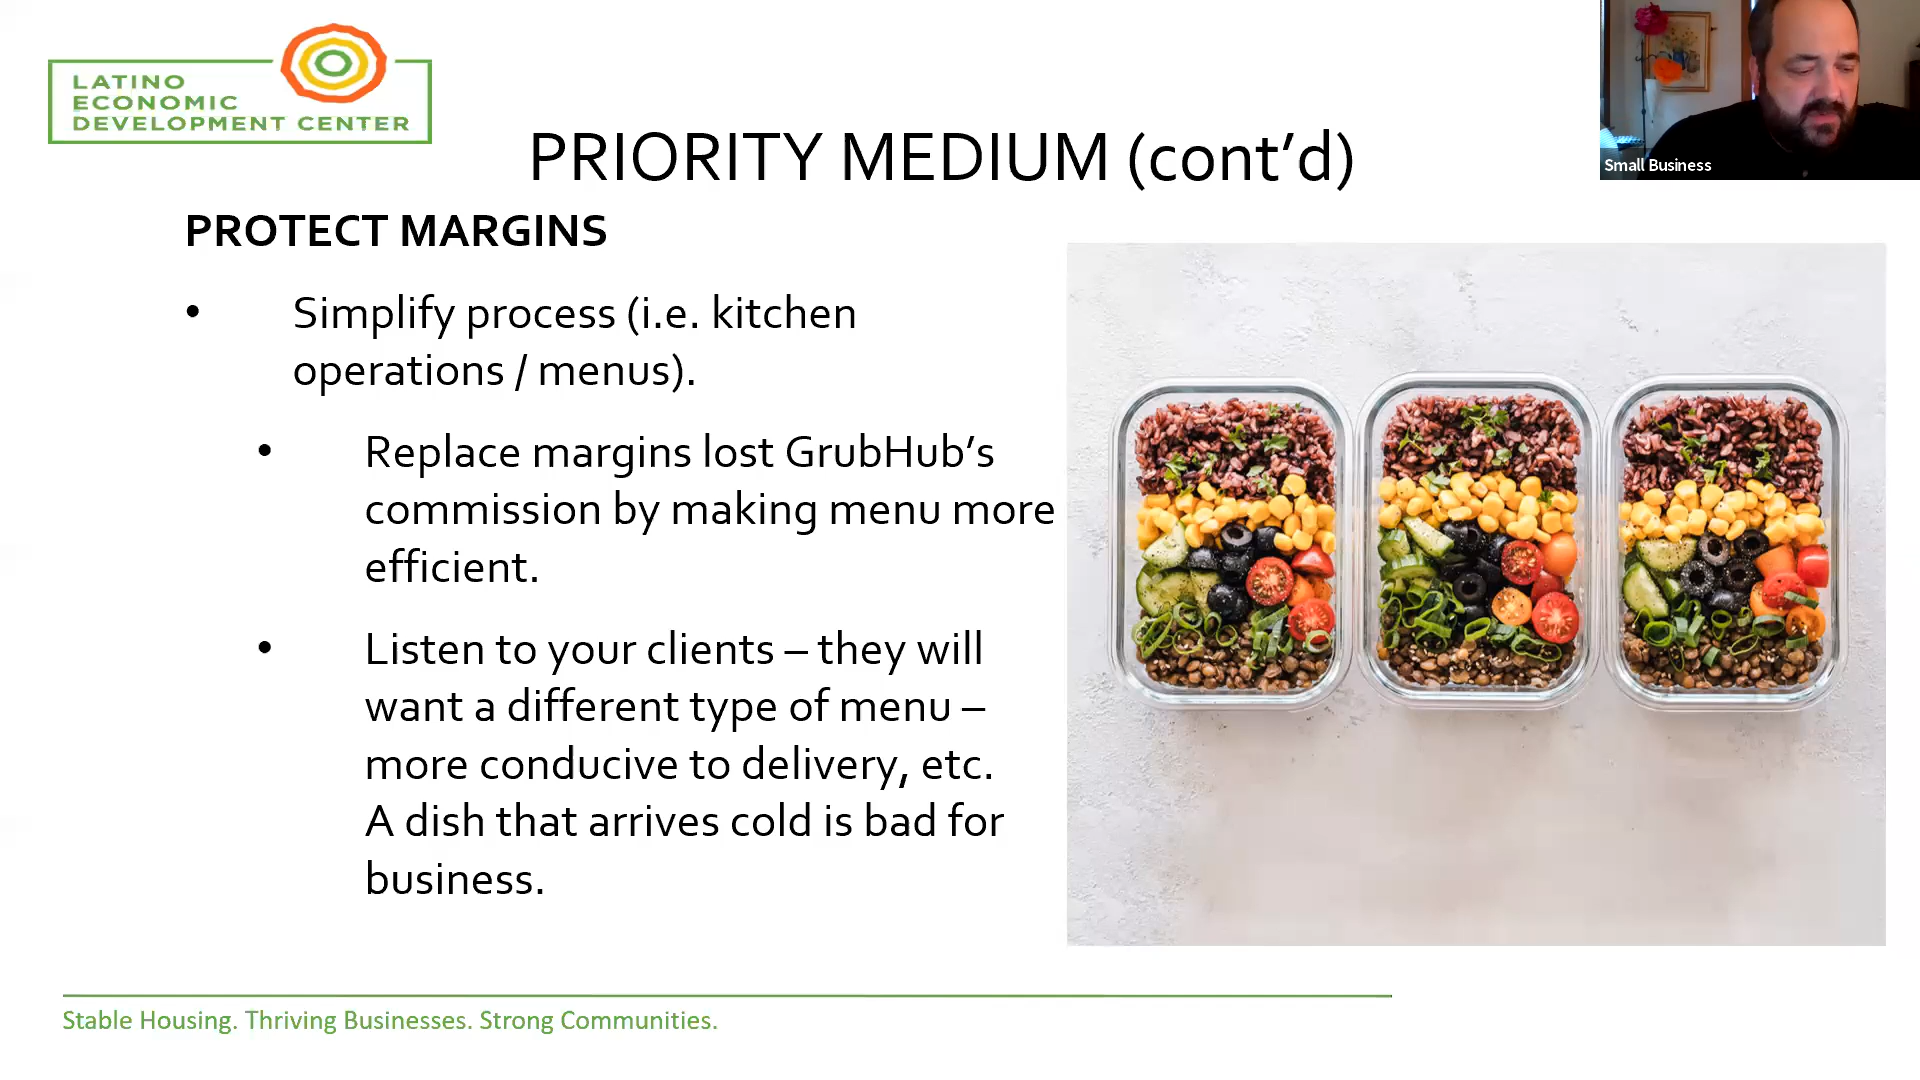 LATINO
ECONOMIC
DEVELOPMENT CENTER
Small Business
PRIORITY MEDIUM (cont’d)
PROTECT MARGINS
• Simplify process (i.e. kitchen
operations / menus).
• Replace margins lost GrubHub’s
commission by making menu more
efficient.
• Listen to your clients – they will
want a different type of menu –
more conducive to delivery, etc.
A dish that arrives cold is bad for
business.
Stable Housing. Thriving Businesses. Strong Communities.